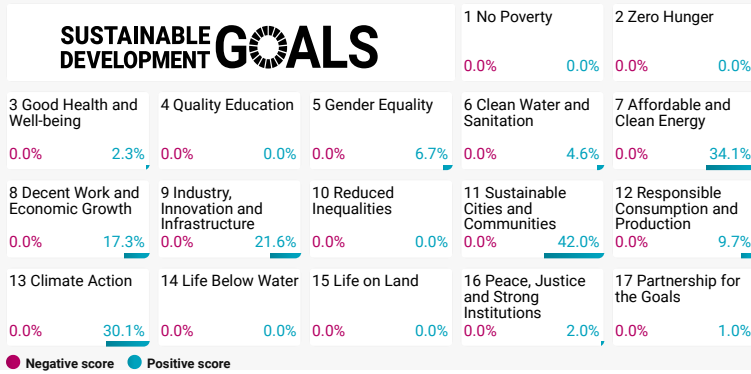 SUSTAINABLE
DEVELOPMENT
GOALS
1 No Poverty
0.0% 0.0%
2 Zero Hunger
0.0% 0.0%
3 Good Health and
Well-being
0.0% 2.3%
4 Quality Education
0.0% 0.0%
5 Gender Equality
0.0% 6.7%
6 Clean Water and
Sanitation
0.0% 4.6%
7 Affordable and
Clean Energy
0.0% 34.1%
8 Decent Work and
Economic Growth
0.0% 17.3%
9 Industry,
Innovation and
Infrastructure
0.0% 21.6%
10 Reduced
Inequalities
0.0% 0.0%
11 Sustainable
Cities and
Communities
0.0% 42.0%
12 Responsible
Consumption and
Production
0.0% 9.7%
13 Climate Action
0.0% 30.1%
14 Life Below Water
0.0% 0.0%
15 Life on Land
0.0% 0.0%
16 Peace, Justice
and Strong
Institutions
0.0% 2.0%
17 Partnership for
the Goals
0.0% 1.0%
Negative score Positive score